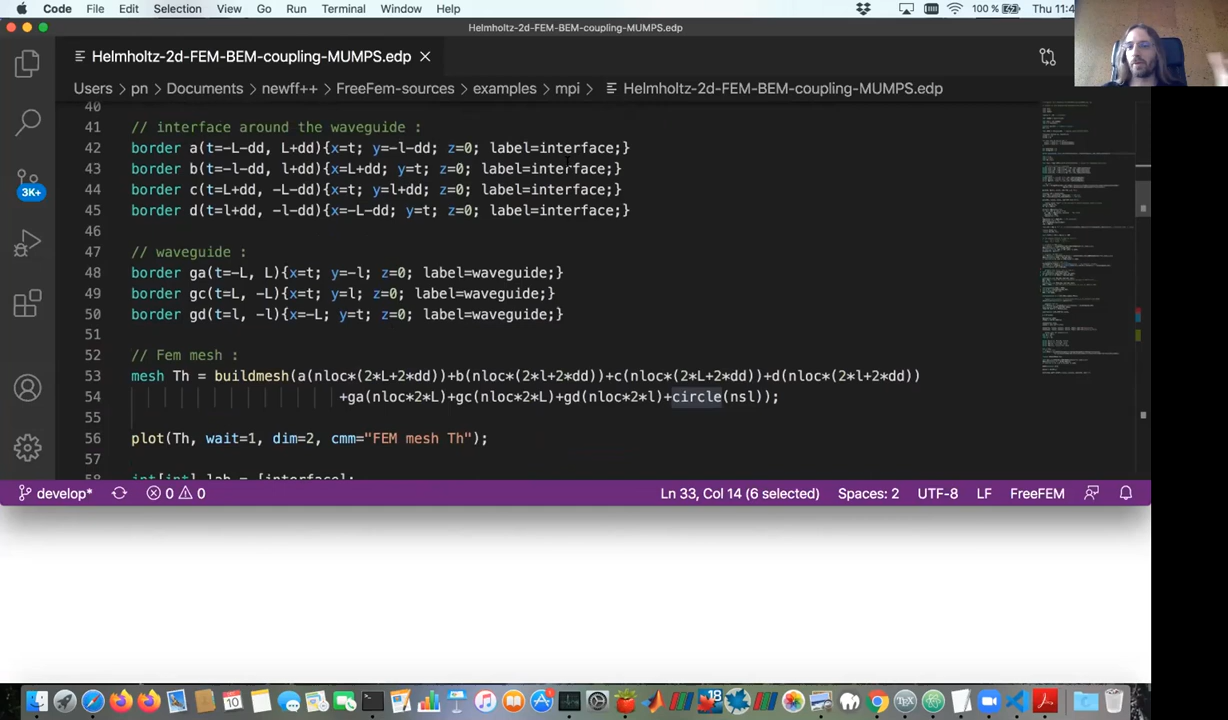 Code File Edit Selection View Go Run Terminal Window Help 100 % Thu 11:4
Helmholtz-2d-FEM-BEM-coupling-MUMPS.edp
Helmholtz-2d-FEM-BEM-coupling-MUMPS.edp
Users > pn > Documents > newff++ > FreeFem-sources > examples > mpi > Helmholtz-2d-FEM-BEM-coupling-MUMPS.edp
40
41 // interface around the waveguide :
42 border a(t=-L-dd, L+dd){x=t; y=-l-dd; z=0; label=interface;}
43 border b(t=-l-dd, l+dd){x=L+dd; y=t; z=0; label=interface;}
44 border c(t=L+dd, -L-dd){x=t; y=l+dd; z=0; label=interface;}
45 border d(t=l+dd, -l-dd){x=-L-dd; y=t; z=0; label=interface;}
46
47 // waveguide :
48 border ga(t=-L, L){x=t; y=-l; z=0; label=waveguide;}
49 border gc(t=L, -L){x=t; y=l; z=0; label=waveguide;}
50 border gd(t=l, -l){x=-L; y=t; z=0; label=waveguide;}
51
52 // Fem mesh :
53 mesh Th = buildmesh(a(nloc*(2*L+2*dd))+b(nloc*(2*l+2*dd))+c(nloc*(2*L+2*dd))+d(nloc*(2*l+2*dd))
54 +ga(nloc*2*L)+gc(nloc*2*L)+gd(nloc*2*l)+circle(nsl));
55
56 plot(Th, wait=1, dim=2, cmm="FEM mesh Th");
57
58 int[int] lab = [interface];
3K+
develop* 0 0 Ln 33, Col 14 (6 selected) Spaces: 2 UTF-8 LF FreeFEM
10
18